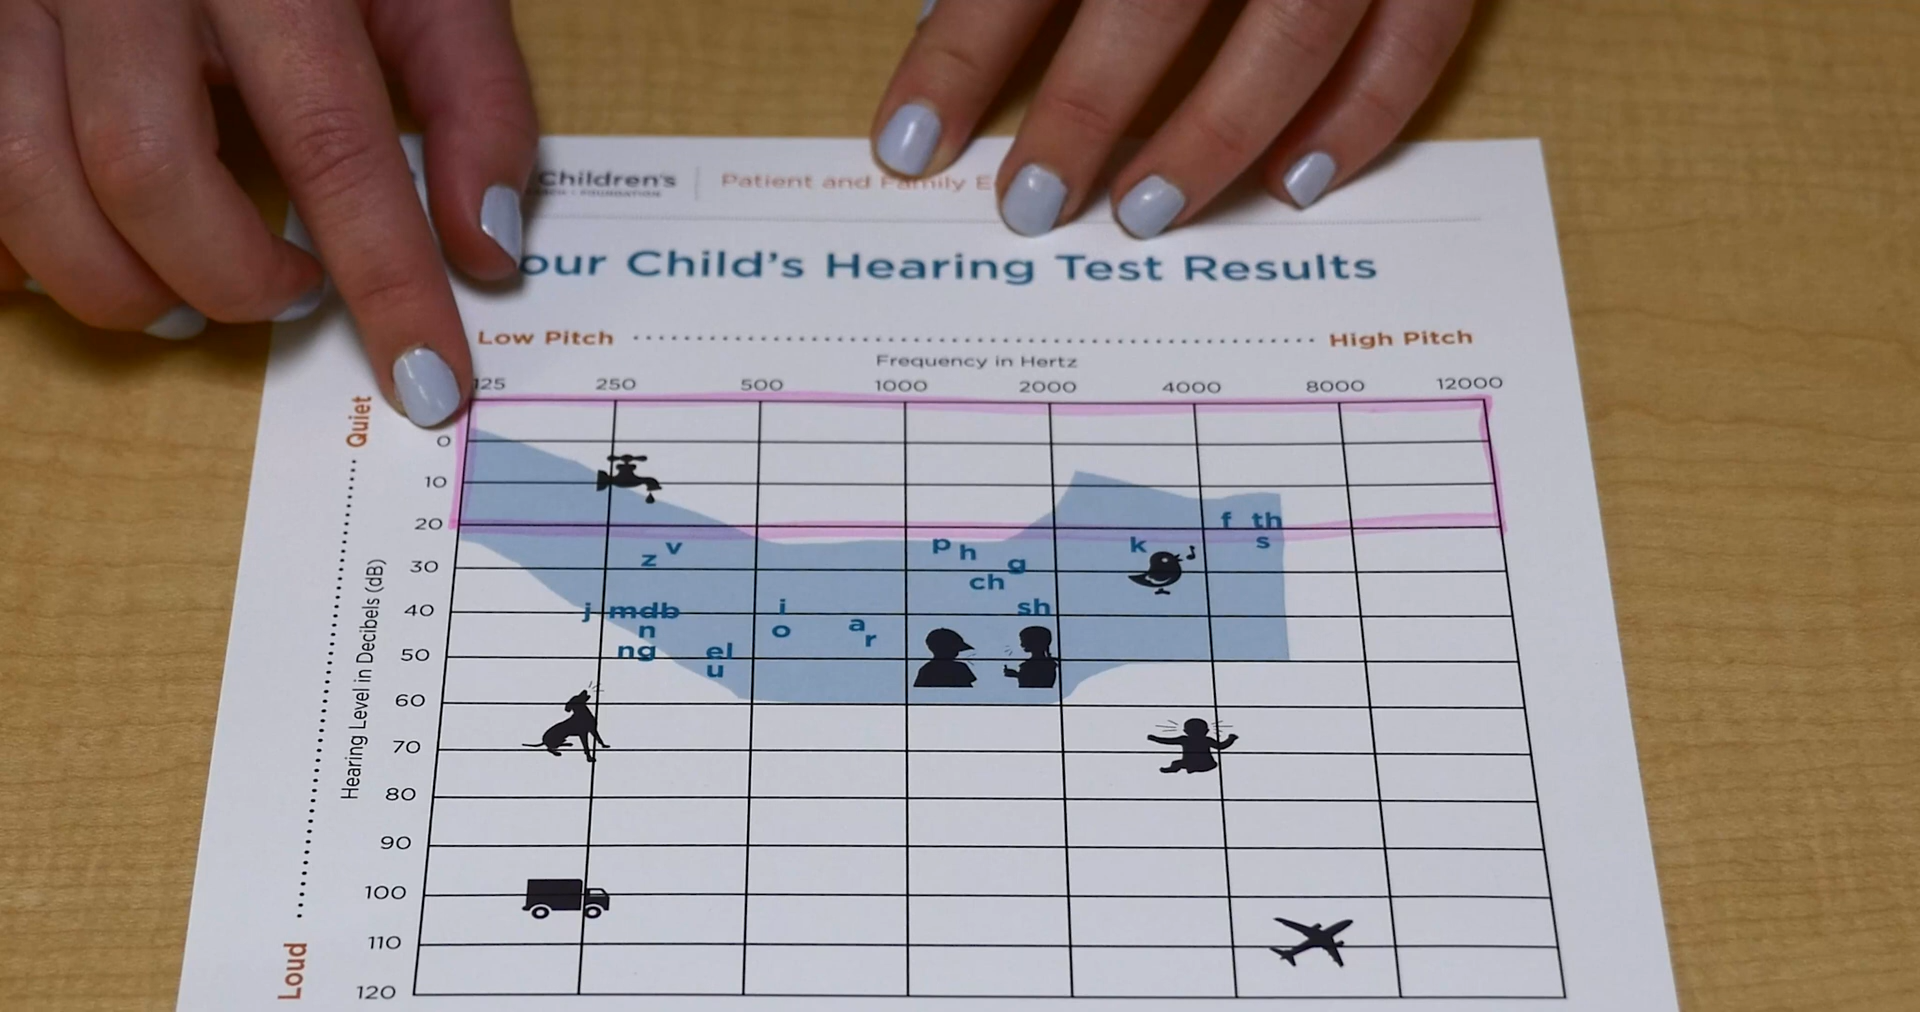 Children's
Patient and Family E
our Child's Hearing Test Results
Low Pitch High Pitch
Frequency in Hertz
125 250 500 1000 2000 4000 8000 12000
Quiet
Hearing Level in Decibels (dB)
Loud
0
10
20
30
40
50
60
70
80
90
100
110
120
f th
s
z v
p h g
ch
k
j mdb
n
ng
el
u
i
o
a
r
sh